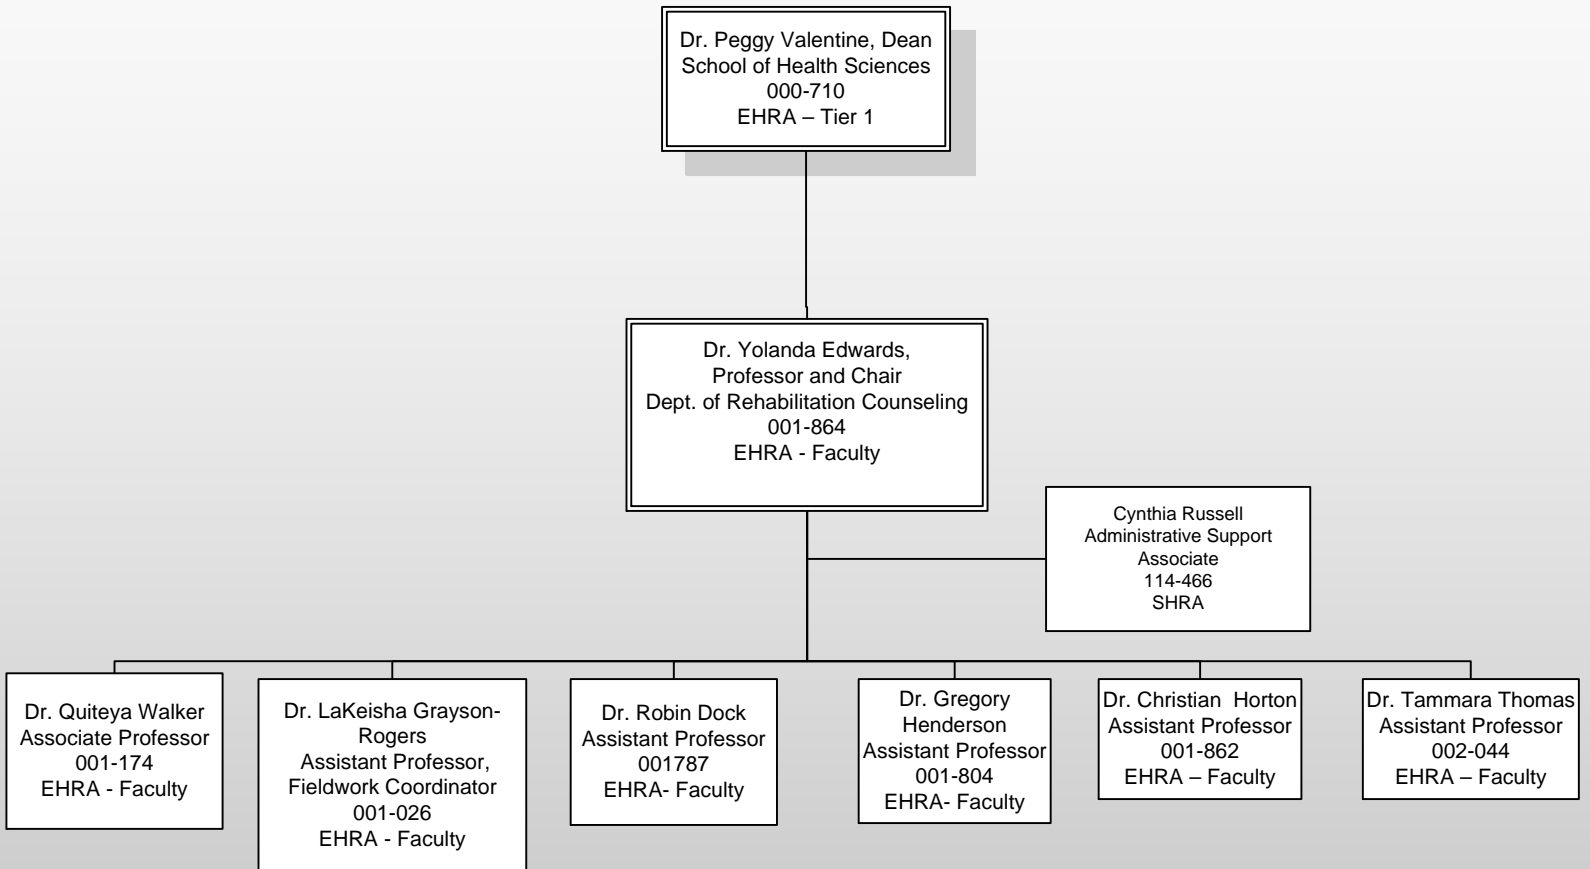 Dr. Peggy Valentine, Dean
School of Health Sciences
000-710
EHRA – Tier 1
Dr. Yolanda Edwards,
Professor and Chair
Dept. of Rehabilitation Counseling
001-864
EHRA - Faculty
Cynthia Russell
Administrative Support
Associate
114-466
SHRA
Dr. Quiteya Walker
Associate Professor
001-174
EHRA - Faculty
Dr. LaKeisha Grayson-
Rogers
Assistant Professor,
Fieldwork Coordinator
001-026
EHRA - Faculty
Dr. Robin Dock
Assistant Professor
001787
EHRA- Faculty
Dr. Gregory
Henderson
Assistant Professor
001-804
EHRA- Faculty
Dr. Christian  Horton
Assistant Professor
001-862
EHRA – Faculty
Dr. Tammara Thomas
Assistant Professor
002-044
EHRA – Faculty